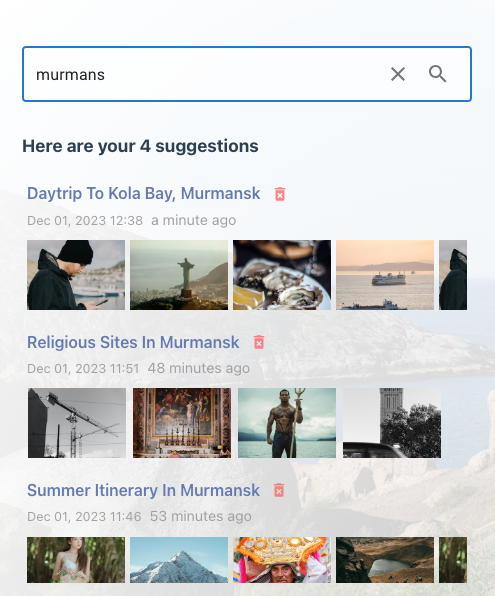 murmans
Here are your 4 suggestions
Daytrip To Kola Bay, Murmansk
Dec 01, 2023 12:38 a minute ago
Religious Sites In Murmansk
Dec 01, 2023 11:51 48 minutes ago
Summer Itinerary In Murmansk
Dec 01, 2023 11:46 53 minutes ago